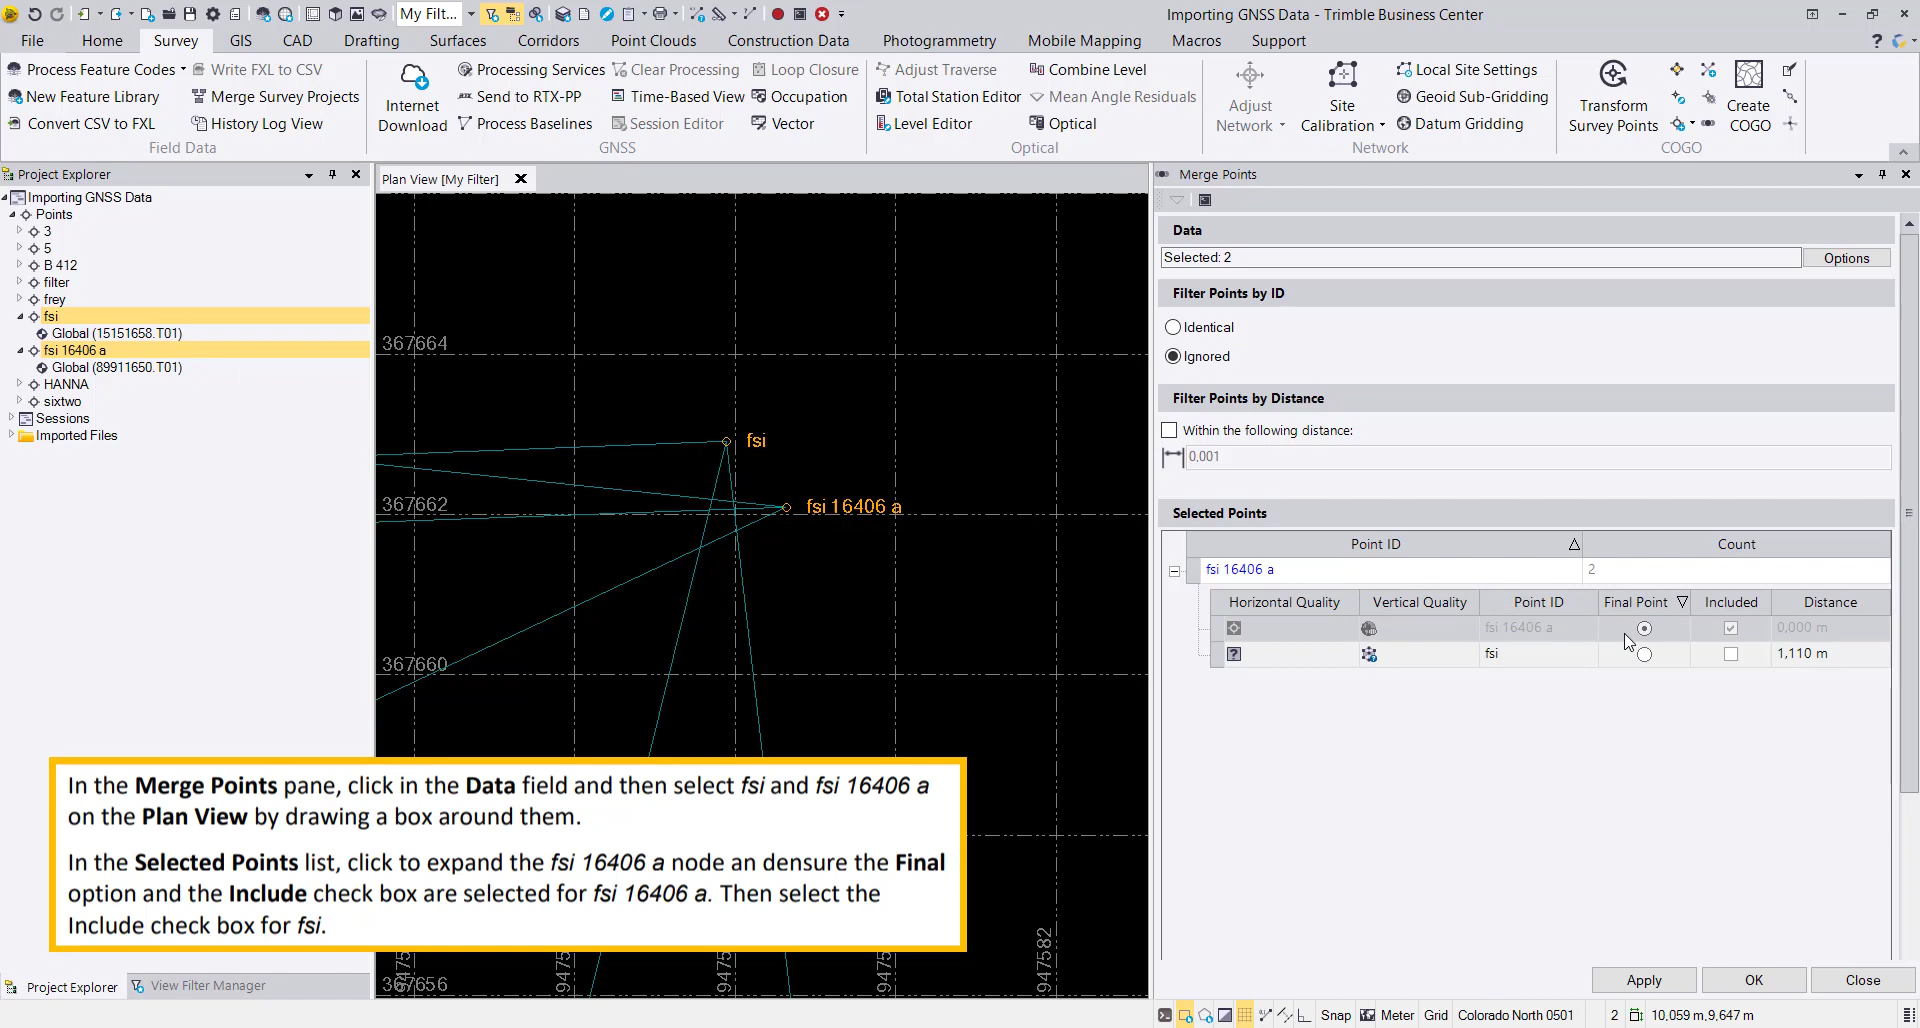 My Filt...
Importing GNSS Data - Trimble Business Center
File Home Survey GIS CAD Drafting Surfaces Corridors Point Clouds Construction Data Photogrammetry Mobile Mapping Macros Support
Process Feature Codes Write FXL to CSV
New Feature Library Merge Survey Projects
Convert CSV to FXL History Log View
Field Data
Internet
Download
Processing Services Clear Processing Loop Closure
Send to RTX-PP Time-Based View Occupation
Process Baselines Session Editor Vector
GNSS
Adjust Traverse Combine Level
Total Station Editor Mean Angle Residuals
Level Editor Optical
Optical
Adjust
Network
Site
Calibration
Local Site Settings
Geoid Sub-Gridding
Datum Gridding
Network
Transform
Survey Points
Create
COGO
COGO
Project Explorer
Importing GNSS Data
Points
3
5
B 412
filter
frey
fsi
Global (15151658.T01)
fsi 16406 a
Global (89911650.T01)
HANNA
sixtwo
Sessions
Imported Files
Plan View [My Filter]
367664
fsi
367662
fsi 16406 a
367660
367656
947582
Merge Points
Data
Selected: 2
Options
Filter Points by ID
Identical
Ignored
Filter Points by Distance
Within the following distance:
0,001
Selected Points
Point ID Count
fsi 16406 a 2
Horizontal Quality Vertical Quality Point ID Final Point Included Distance
fsi 16406 a 0,000 m
fsi 1,110 m
In the Merge Points pane, click in the Data field and then select fsi and fsi 16406 a
on the Plan View by drawing a box around them.
In the Selected Points list, click to expand the fsi 16406 a node an densure the Final
option and the Include check box are selected for fsi 16406 a. Then select the
Include check box for fsi.
Apply OK Close
Project Explorer View Filter Manager
Snap Meter Grid Colorado North 0501 2 10,059 m,9,647 m